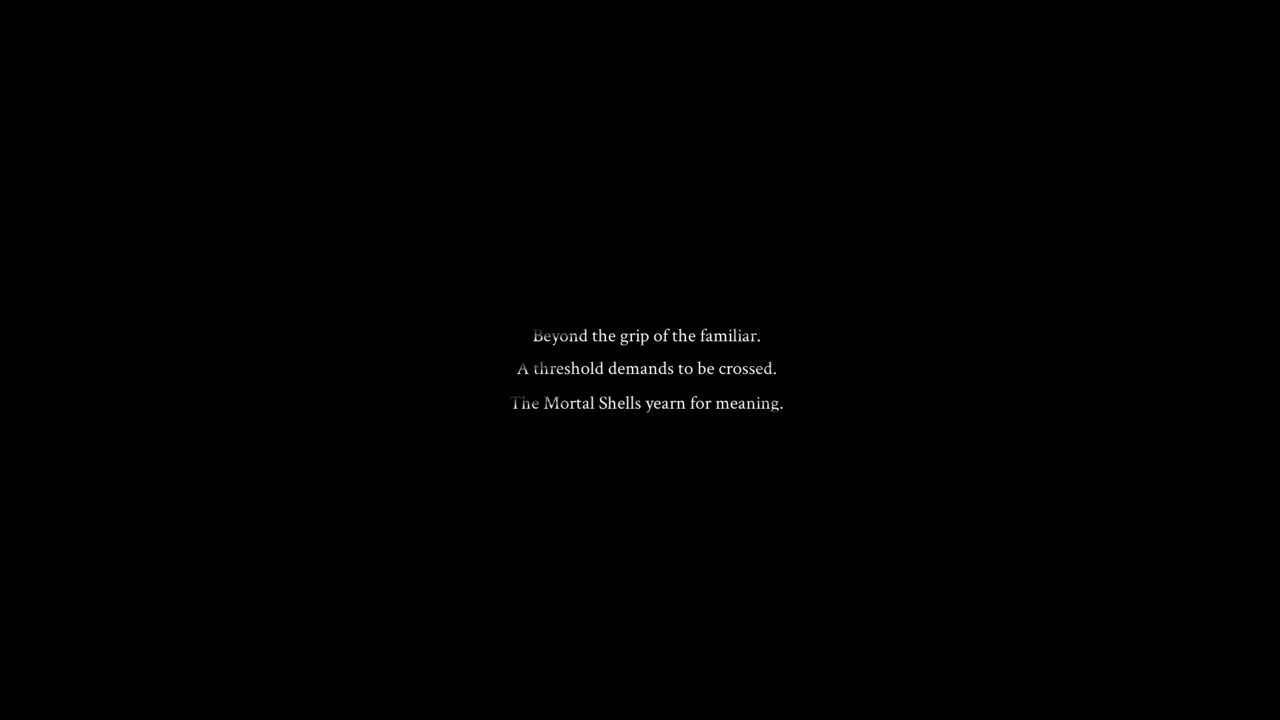 Beyond the grip of the familiar.
A threshold demands to be crossed.
The Mortal Shells yearn for meaning.